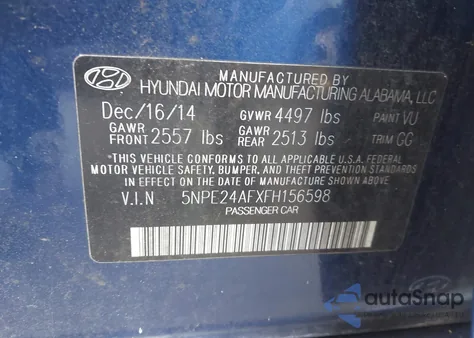 MANUFACTURED BY
HYUNDAI MOTOR MANUFACTURING ALABAMA, LLC
Dec/16/14 GVWR 4497 lbs PAINT VU
GAWR FRONT 2557 lbs GAWR REAR 2513 lbs TRIM GG
*THIS VEHICLE CONFORMS TO ALL APPLICABLE U.S.A. FEDERAL
MOTOR VEHICLE SAFETY, BUMPER, AND THEFT PREVENTION
STANDARDS IN EFFECT ON THE DATE OF MANUFACTURE
SHOWN ABOVE.*
V.I.N 5NPE24AFXFH156598
PASSENGER CAR
autoSnap